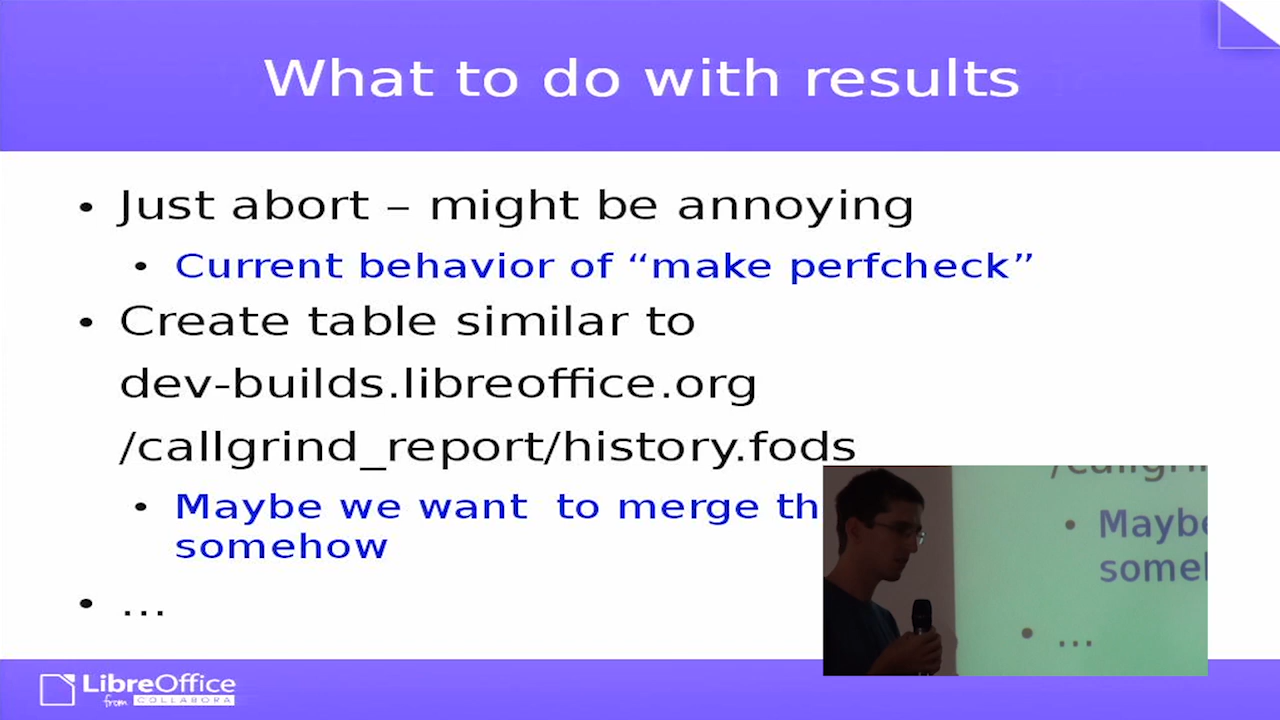 What to do with results
• Just abort – might be annoying
• Current behavior of “make perfcheck”
• Create table similar to
dev-builds.libreoffice.org
/callgrind_report/history.fods
• Maybe we want to merge
somehow
• ...
LibreOffice
from COLLABORA
• Maybe
• ...